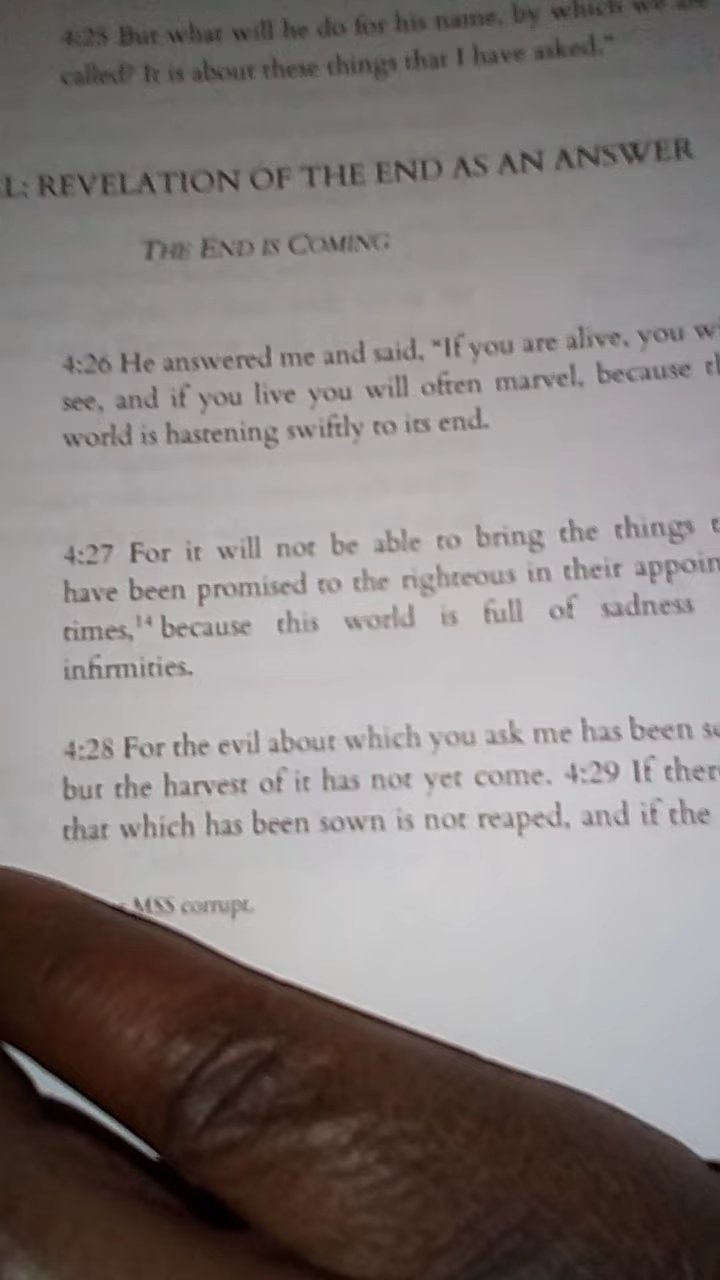 4:25 But what will he do for his name, by which we are
called? It is about these things that I have asked."
L: REVELATION OF THE END AS AN ANSWER
THE END IS COMING
4:26 He answered me and said, "If you are alive, you w
see, and if you live you will often marvel, because
world is hastening swiftly to its end.
4:27 For it will not be able to bring the things
have been promised to the righteous in their appoin
times,14 because this world is full of sadness
infirmities.
4:28 For the evil about which you ask me has been so
but the harvest of it has not yet come. 4:29 If ther
that which has been sown is not reaped, and if the
MSS corrupt.